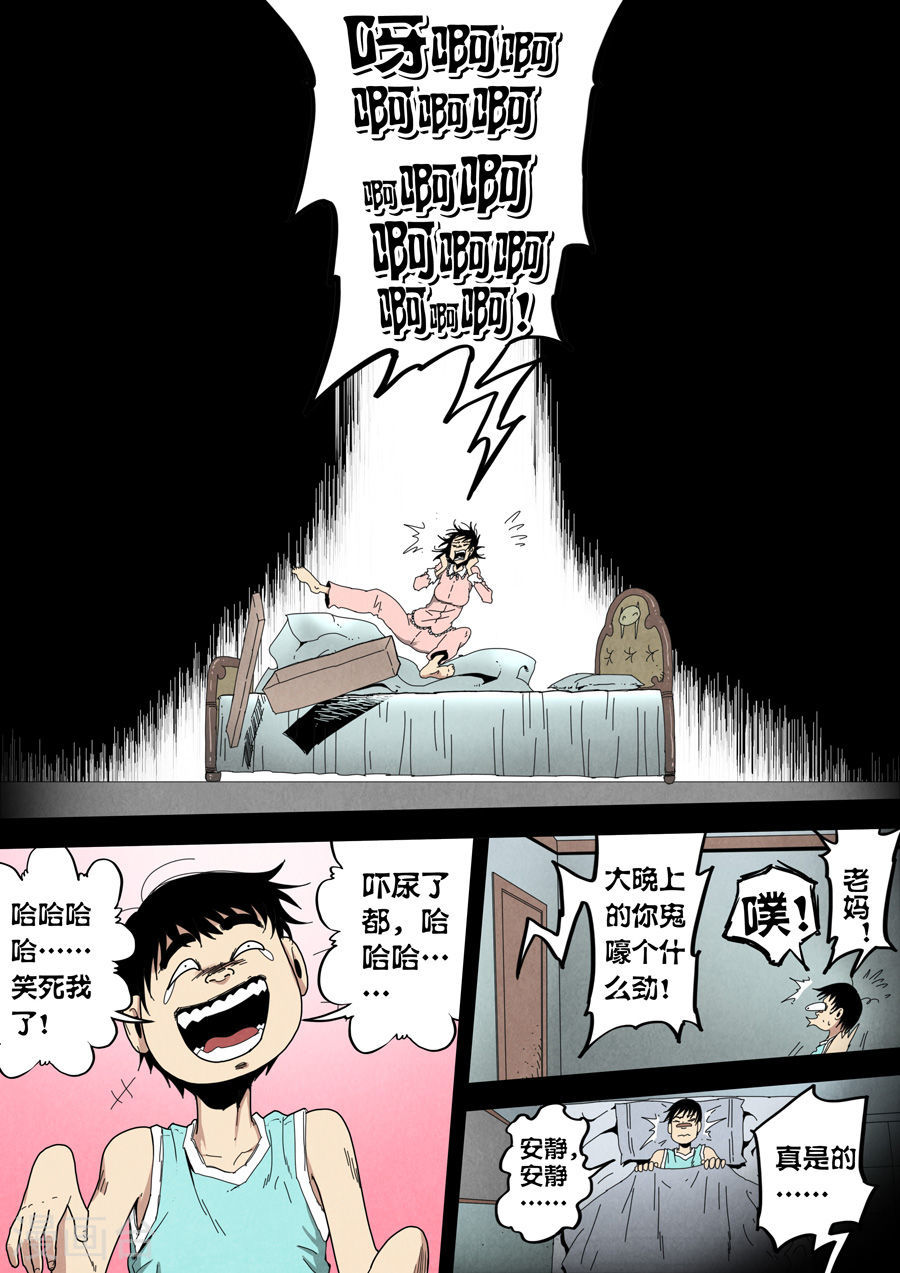 呀啊啊
啊啊啊
啊啊啊
啊啊啊
啊啊啊！
哈哈哈
哈……
笑死我
了！
吓尿了
都，哈
哈哈…
……
大晚上
的你鬼
嚎个什
么劲！
噗！
老
妈！
安静，
安静
……
真是的
……